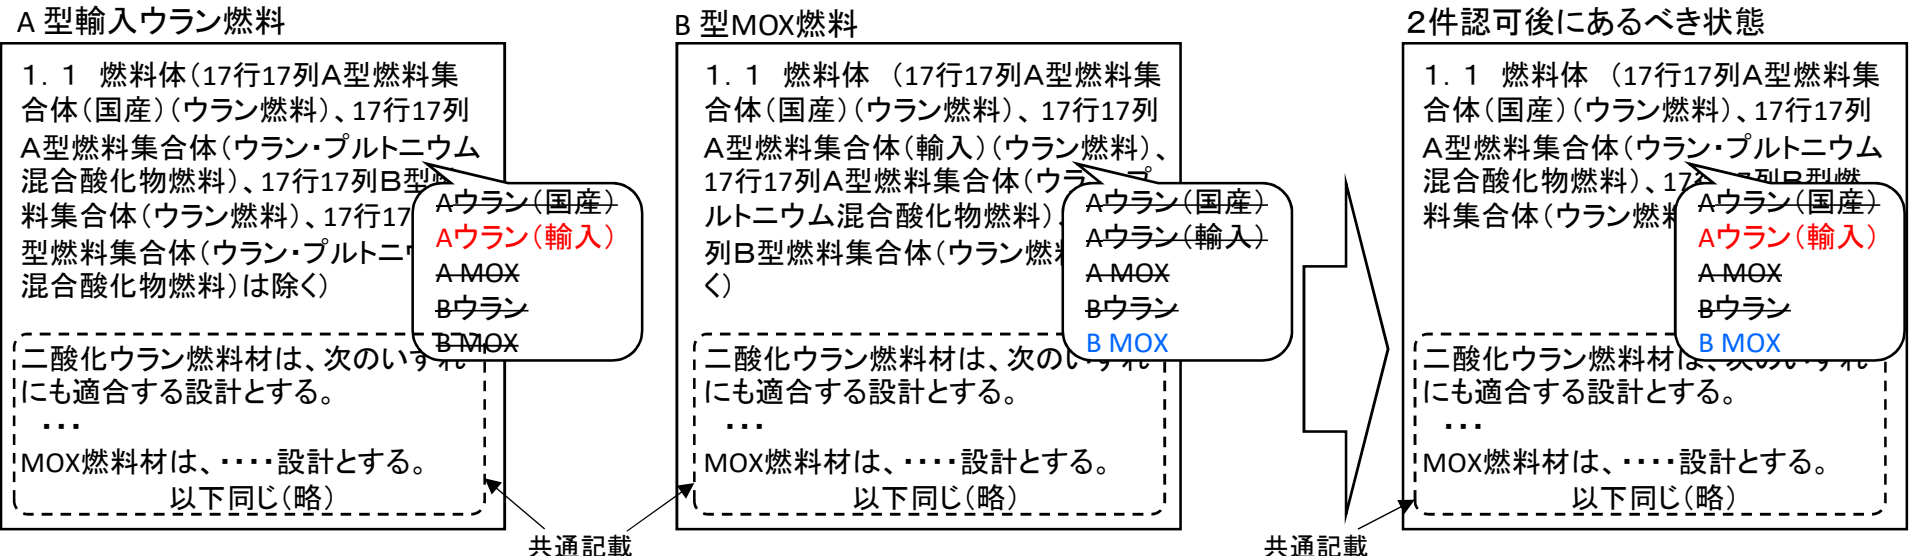 A 型輸入ウラン燃料
1．1　燃料体（17行17列A型燃料集
合体（国産）（ウラン燃料）、17行17列
A型燃料集合体（ウラン・プルトニウム
混合酸化物燃料）、17行17列B型
料集合体（ウラン燃料）、17行17
型燃料集合体（ウラン・プルトニ
混合酸化物燃料）は除く）
Aウラン（国産）
Aウラン（輸入）
A MOX
Bウラン
B MOX
二酸化ウラン燃料材は、次のいずれ
にも適合する設計とする。
・・・
MOX燃料材は、・・・・設計とする。
以下同じ（略）
B 型MOX燃料
1．1　燃料体　（17行17列A型燃料集
合体（国産）（ウラン燃料）、17行17列
A型燃料集合体（輸入）（ウラン燃料）、
17行17列A型燃料集合体（ウラ
ルトニウム混合酸化物燃料）
列B型燃料集合体（ウラン燃
く）
Aウラン（国産）
Aウラン（輸入）
A MOX
Bウラン
B MOX
二酸化ウラン燃料材は、次のいずれ
にも適合する設計とする。
・・・
MOX燃料材は、・・・・設計とする。
以下同じ（略）
共通記載
２件認可後にあるべき状態
1．1　燃料体　（17行17列A型燃料集
合体（国産）（ウラン燃料）、17行17列
A型燃料集合体（ウラン・プルトニウム
混合酸化物燃料）、17行17列B型燃
料集合体（ウラン燃料
Aウラン（国産）
Aウラン（輸入）
A MOX
Bウラン
B MOX
二酸化ウラン燃料材は、次のいずれ
にも適合する設計とする。
・・・
MOX燃料材は、・・・・設計とする。
以下同じ（略）
共通記載